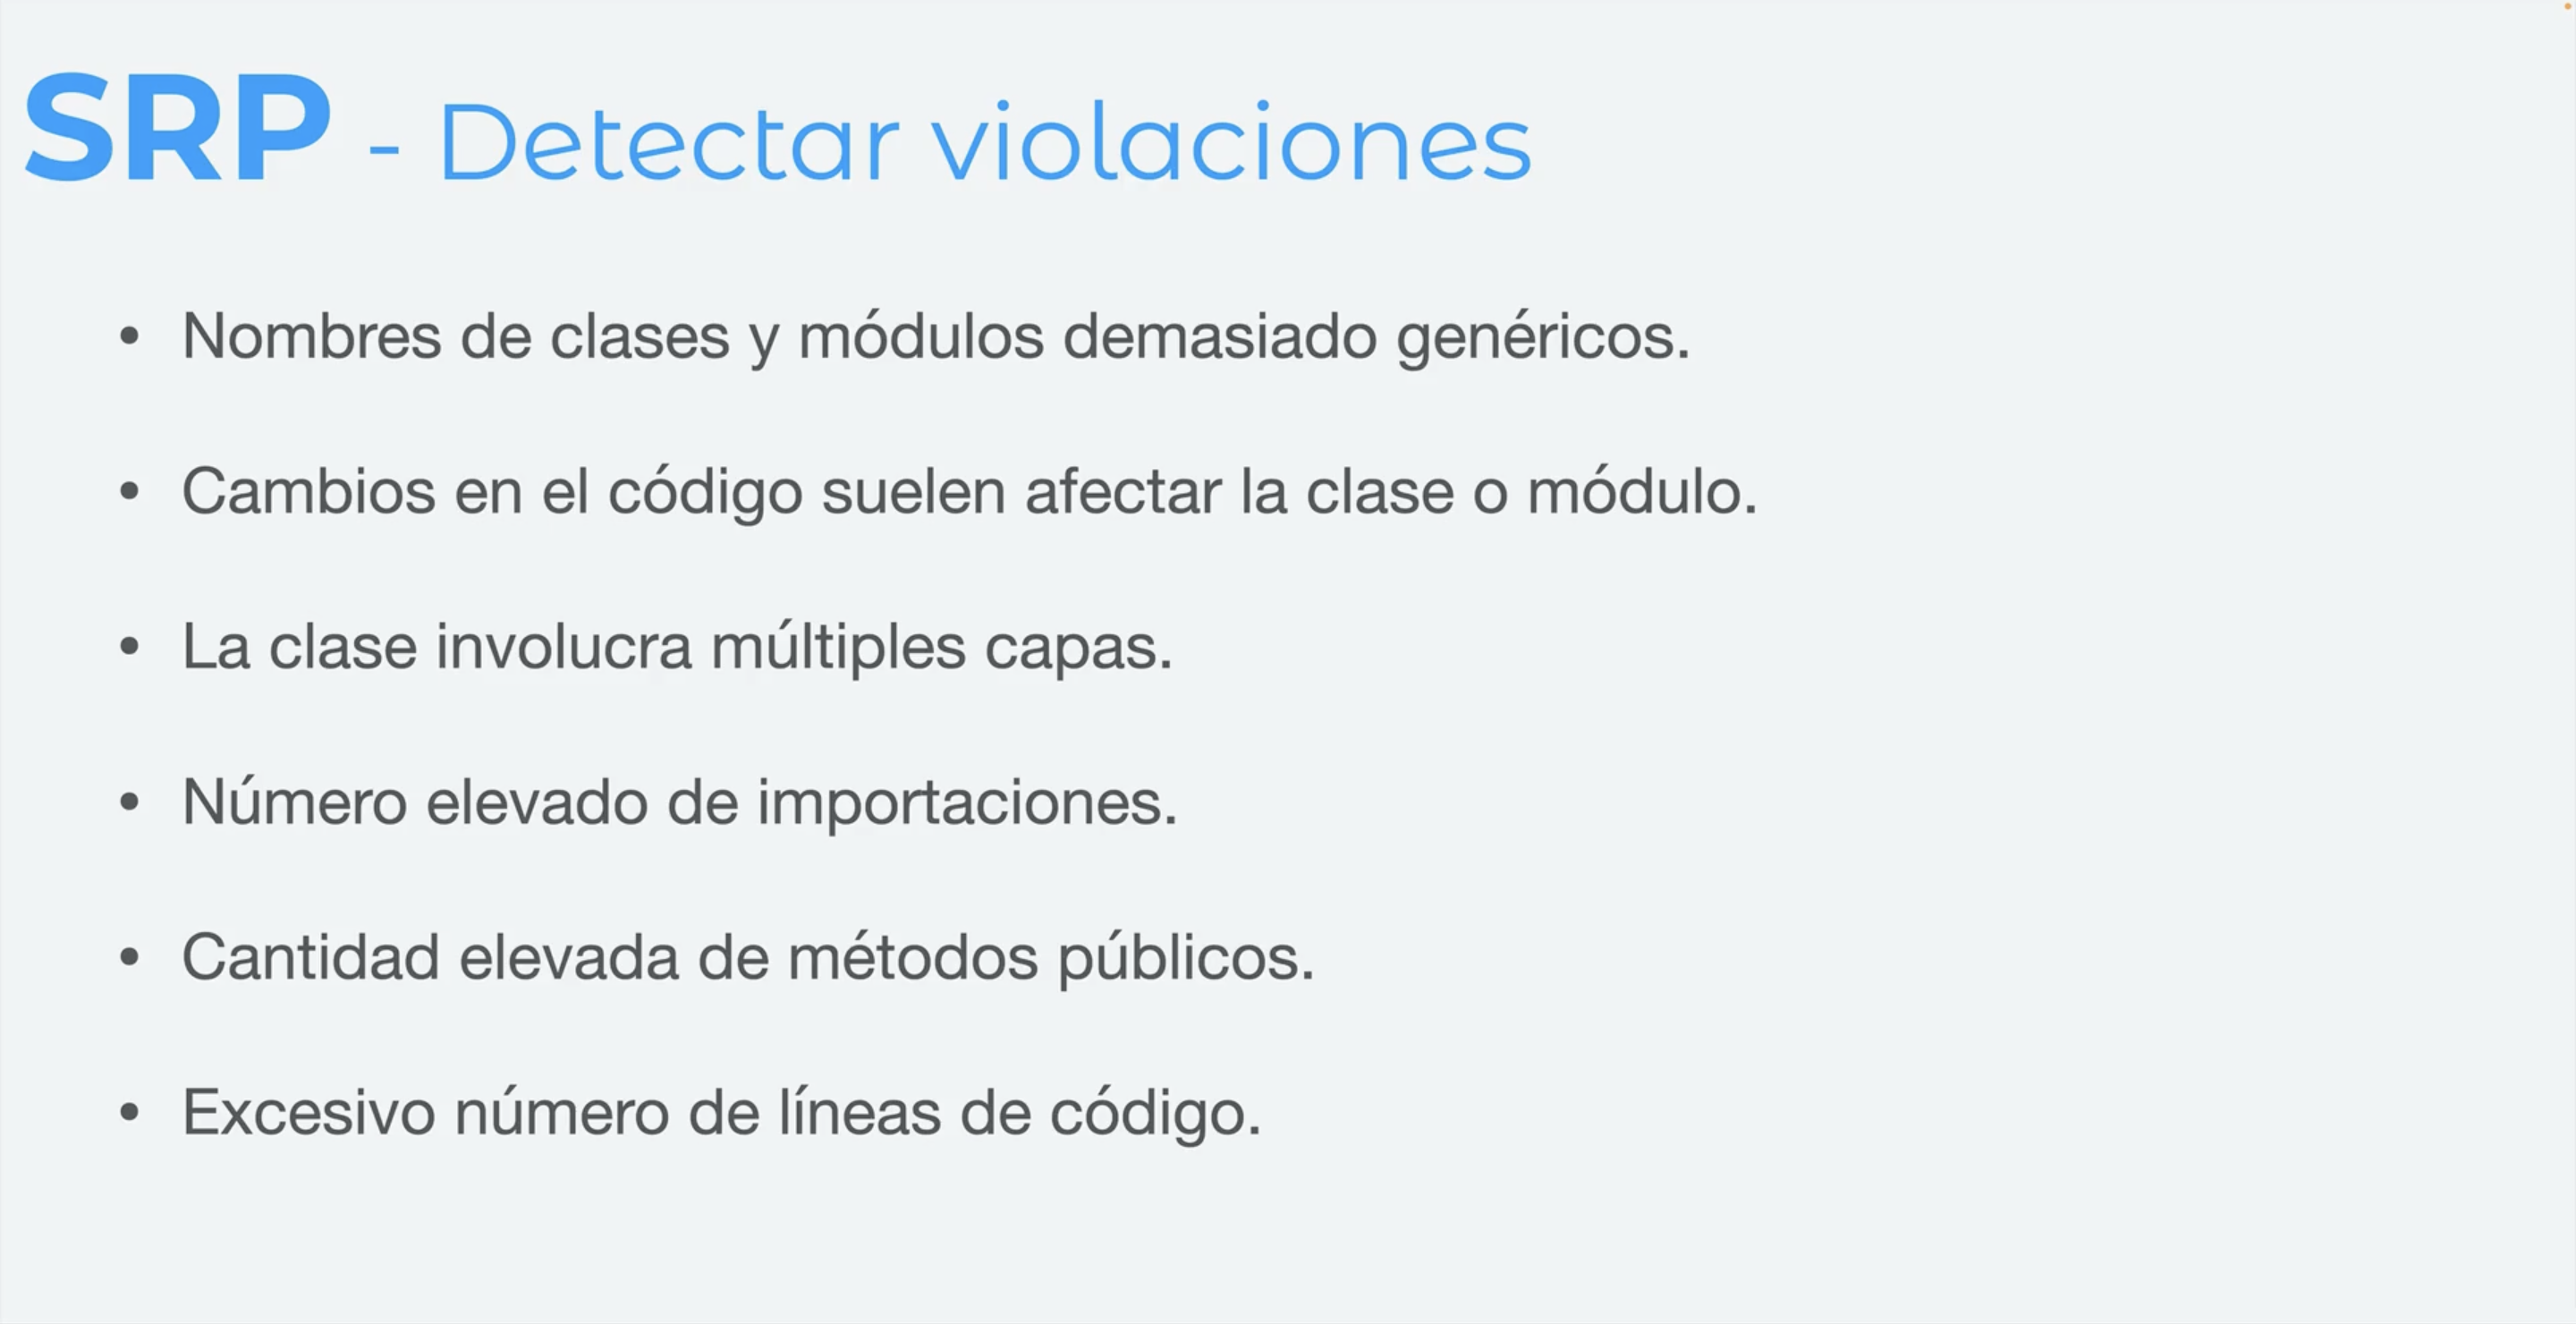 SRP - Detectar violaciones
• Nombres de clases y módulos demasiado genéricos.
• Cambios en el código suelen afectar la clase o módulo.
• La clase involucra múltiples capas.
• Número elevado de importaciones.
• Cantidad elevada de métodos públicos.
• Excesivo número de líneas de código.